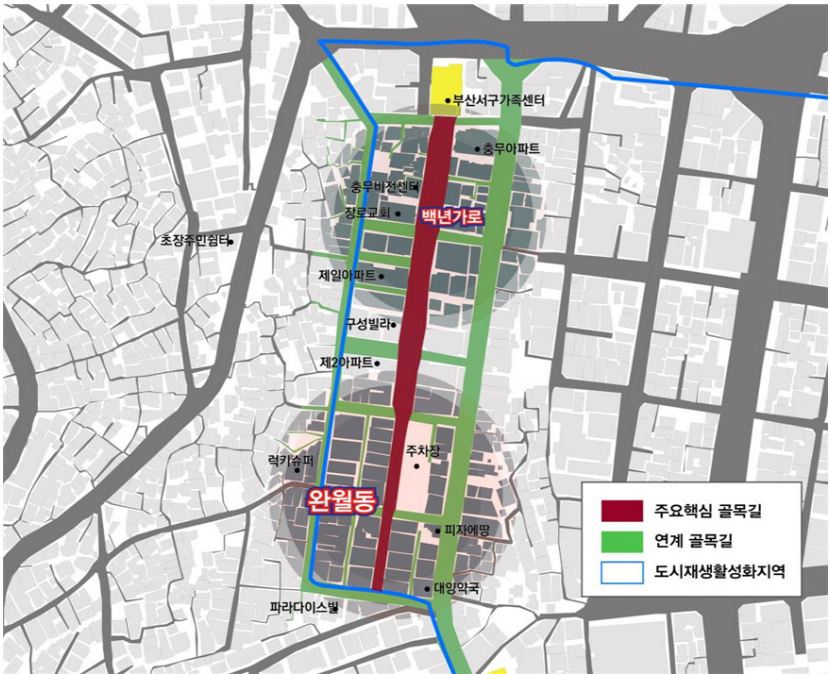 부산서구가족센터
충무아파트
충무비전센터
장로교회
백년가로
초장주민쉼터
제일아파트
구성빌라
제2아파트
럭키슈퍼
주차장
완월동
피자에땅
대양약국
파라다이스빌
주요핵심 골목길
연계 골목길
도시재생활성화지역